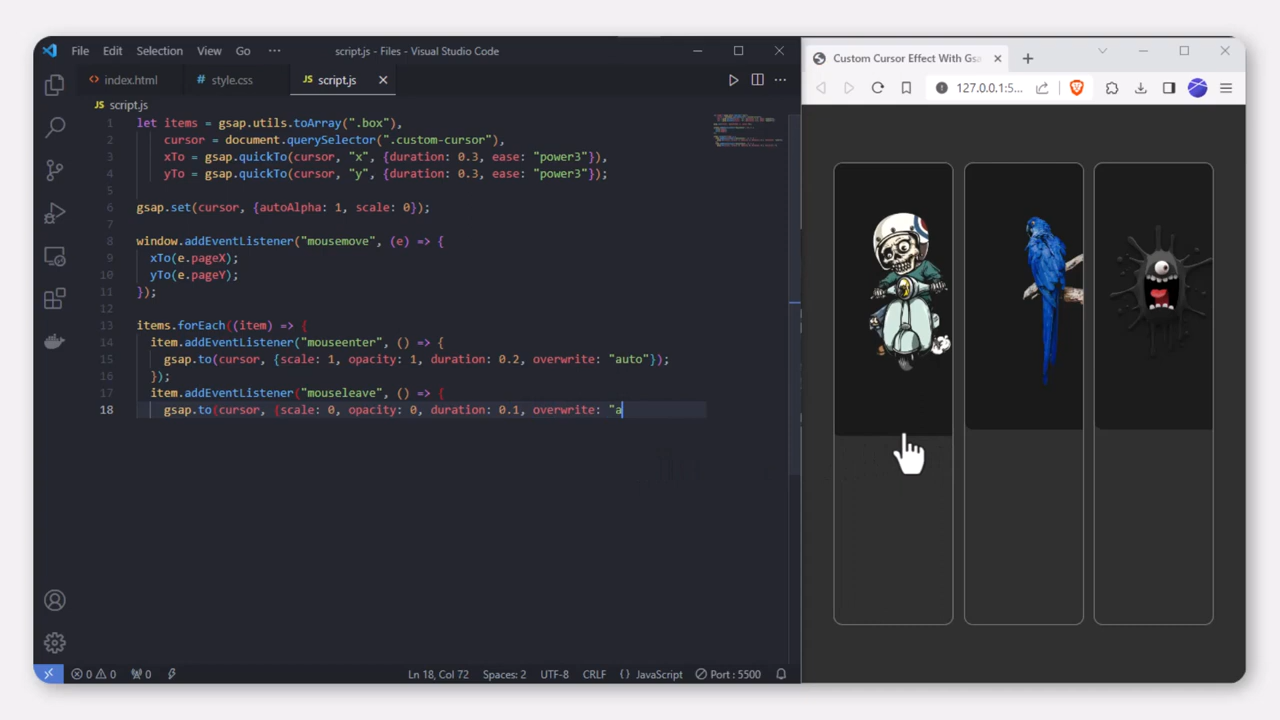 File Edit Selection View Go ··· script.js - Files - Visual Studio Code
index.html style.css JS script.js
JS script.js
1 let items = gsap.utils.toArray(".box"),
2 cursor = document.querySelector(".custom-cursor"),
3 xTo = gsap.quickTo(cursor, "x", {duration: 0.3, ease: "power3"}),
4 yTo = gsap.quickTo(cursor, "y", {duration: 0.3, ease: "power3"});
5
6 gsap.set(cursor, {autoAlpha: 1, scale: 0});
7
8 window.addEventListener("mousemove", (e) => {
9 xTo(e.pageX);
10 yTo(e.pageY);
11 });
12
13 items.forEach((item) => {
14 item.addEventListener("mouseenter", () => {
15 gsap.to(cursor, {scale: 1, opacity: 1, duration: 0.2, overwrite: "auto"});
16 });
17 item.addEventListener("mouseleave", () => {
18 gsap.to(cursor, {scale: 0, opacity: 0, duration: 0.1, overwrite: "a
0 0 0 Ln 18, Col 72 Spaces: 2 UTF-8 CRLF {} JavaScript Port : 5500
Custom Cursor Effect With Gsa
127.0.0.1:5...